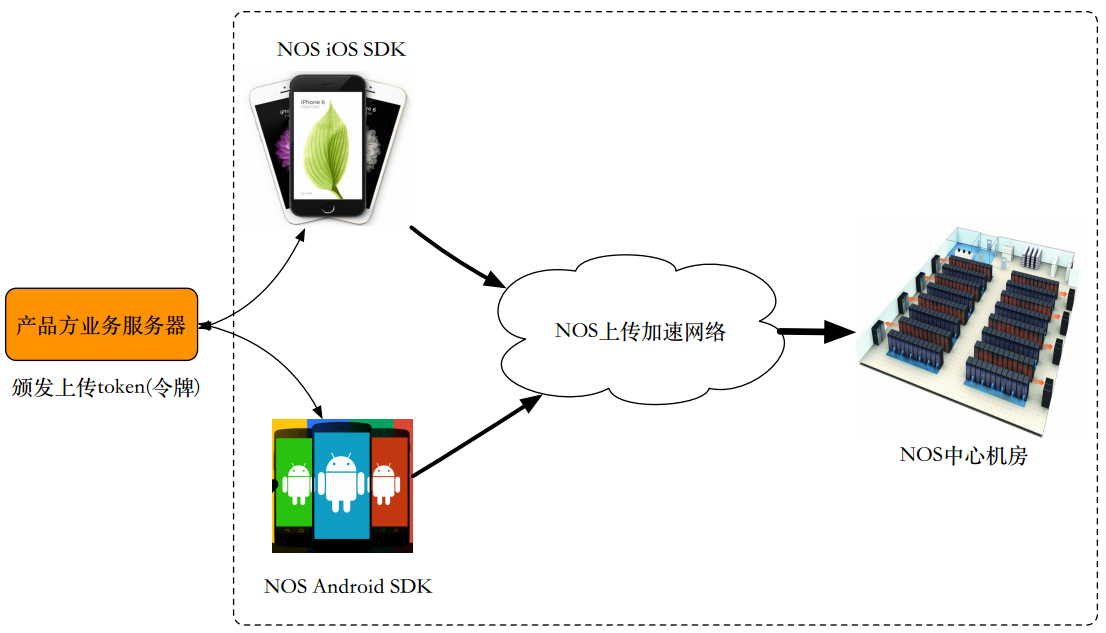 NOS iOS SDK
iPhone 6
产品方业务服务器
颁发上传token(令牌)
NOS上传加速网络
NOS中心机房
NOS Android SDK